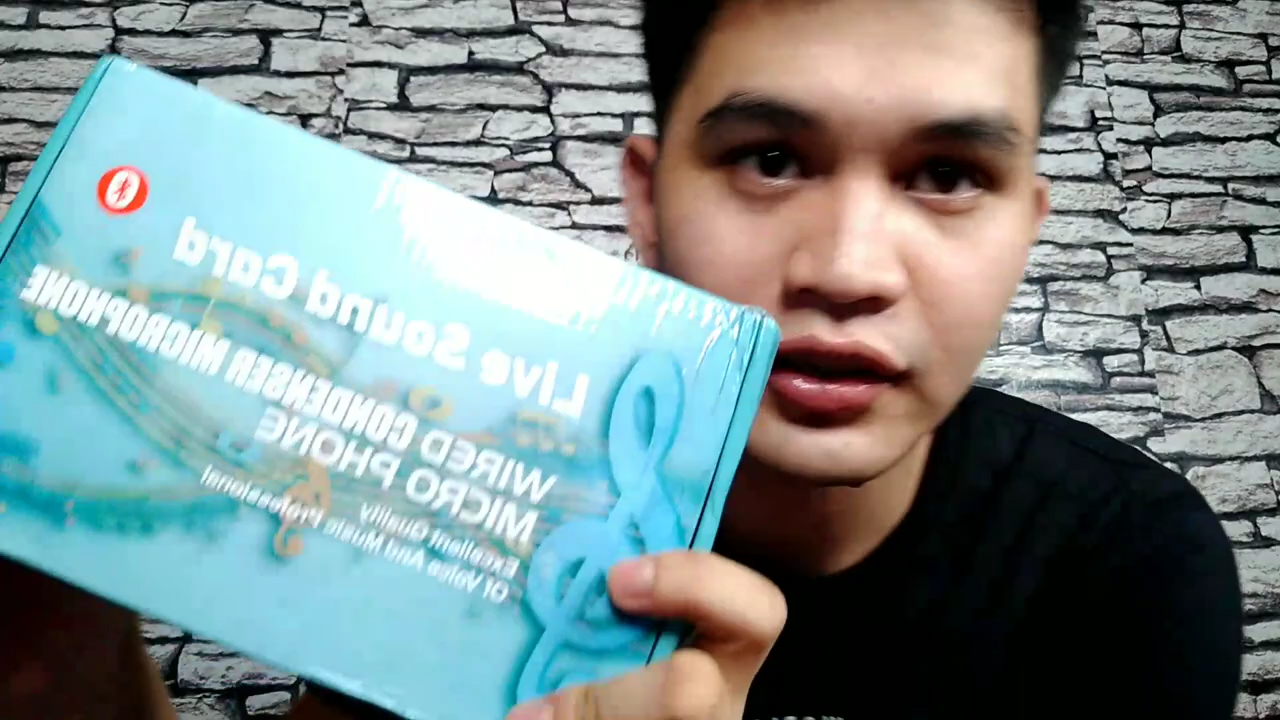 Live Sound Card
WIRED CONDENSER MICROPHONE
MICRO PHONE
Excellent Quality
Of Voice And Music Professional